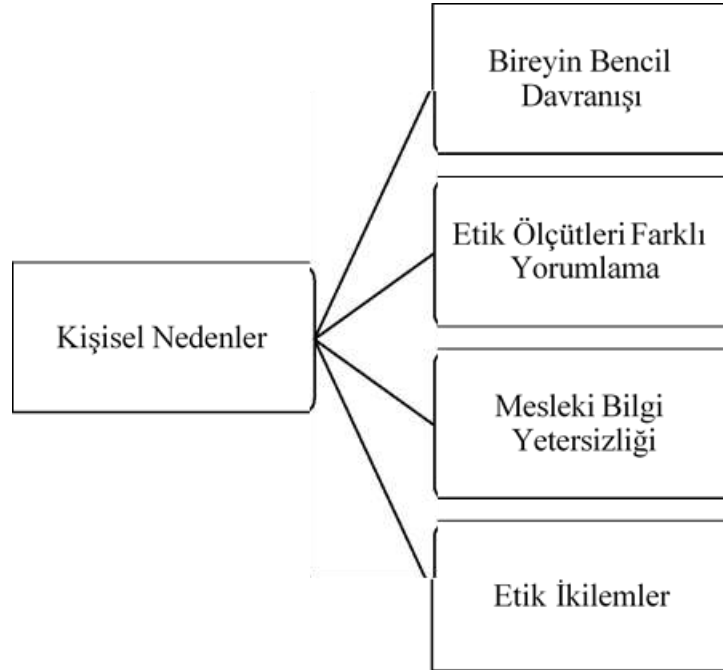 Bireyin Bencil
Davranışı
Etik Ölçütleri Farklı
Yorumlama
Kişisel Nedenler
Mesleki Bilgi
Yetersizliği
Etik İkilemler